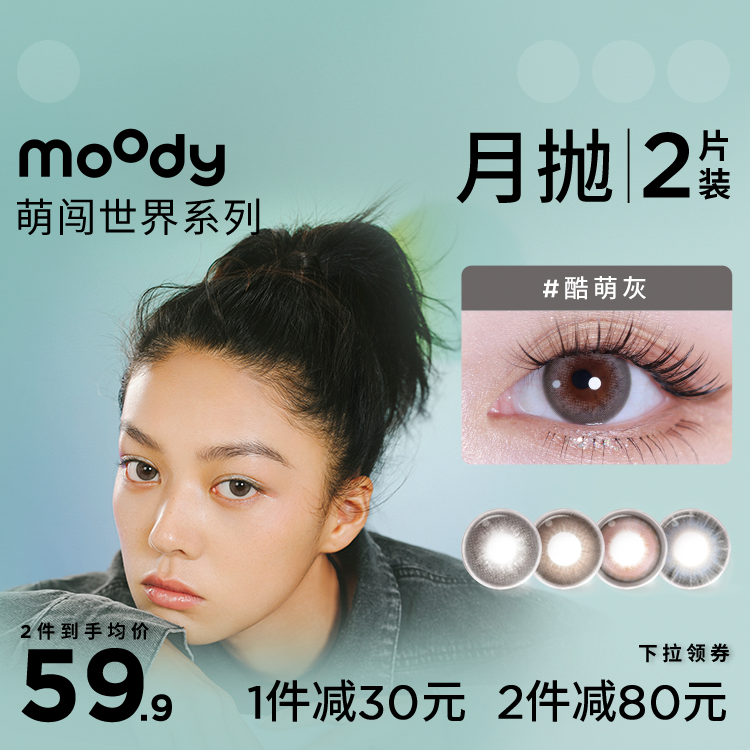 moody
萌闯世界系列
月抛|2片装
#酷萌灰
2件到手均价
59.9
下拉领券
1件减30元 2件减80元